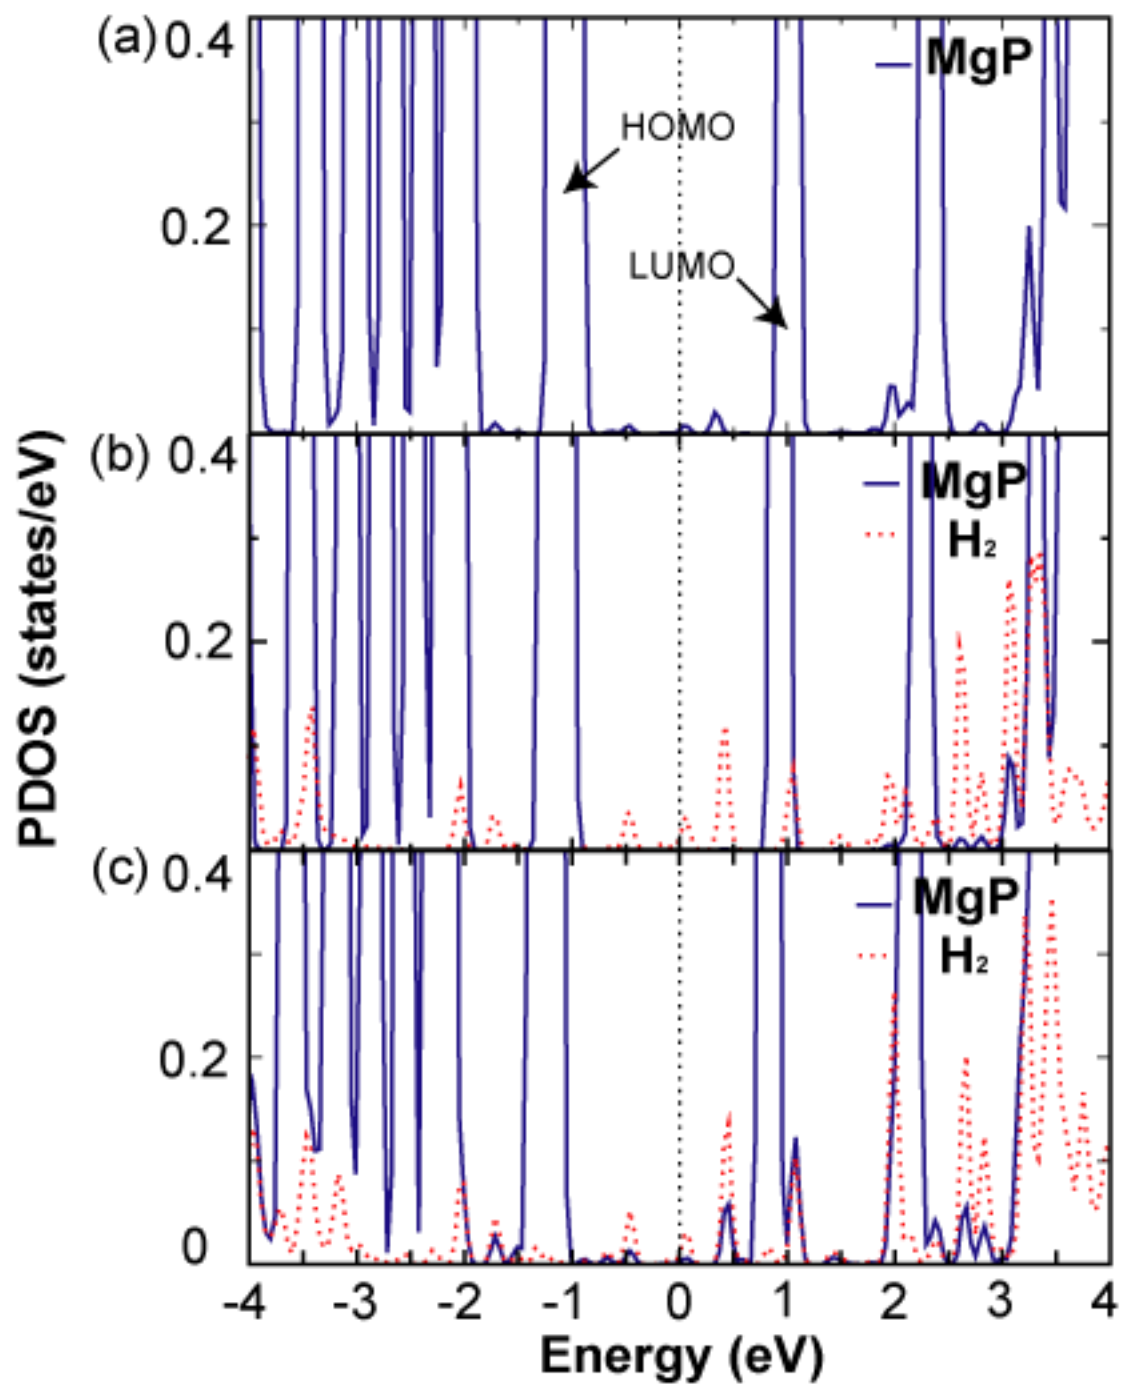 (a) 0.4
MgP
HOMO
0.2
LUMO
(b) 0.4
MgP
H₂
0.2
(c) 0.4
MgP
H₂
0.2
0
-4 -3 -2 -1 0 1 2 3 4
Energy (eV)
PDOS (states/eV)